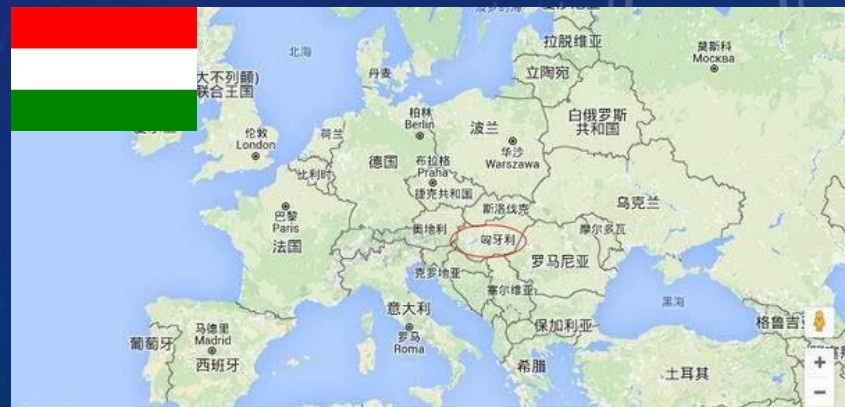 拉脱维亚
莫斯科
Москва
北海
丹麦
立陶宛
大不列颠)
联合王国
白俄罗斯
共和国
柏林
Berlin
波兰
荷兰
伦敦
London
华沙
Warszawa
德国
布拉格
Praha
比利时
捷克共和国
乌克兰
斯洛伐克
巴黎
Paris
奥地利
摩尔多瓦
匈牙利
法国
罗马尼亚
克罗地亚
塞尔维亚
黑海
意大利
保加利亚
格鲁吉亚
马德里
Madrid
罗马
Roma
葡萄牙
西班牙
希腊
土耳其
+
−